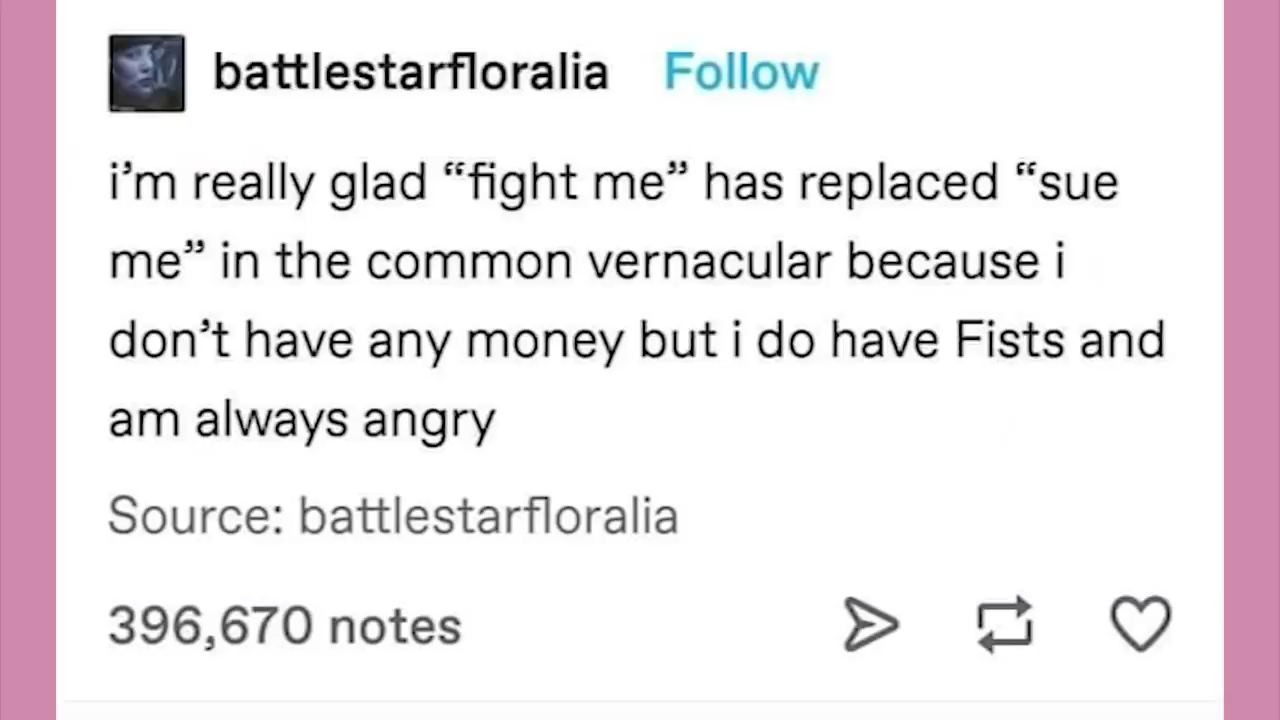 battlestarfloralia Follow
i’m really glad “fight me” has replaced “sue
me” in the common vernacular because i
don’t have any money but i do have Fists and
am always angry
Source: battlestarfloralia
396,670 notes